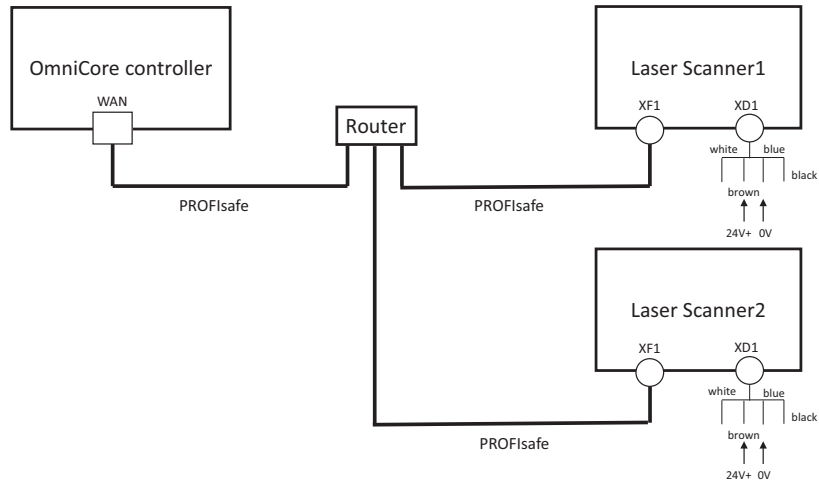 OmniCore controller
WAN
Router
PROFIsafe
PROFIsafe
Laser Scanner1
XF1
XD1
white
blue
black
brown
24V+ 0V
Laser Scanner2
XF1
XD1
white
blue
black
brown
24V+ 0V
PROFIsafe